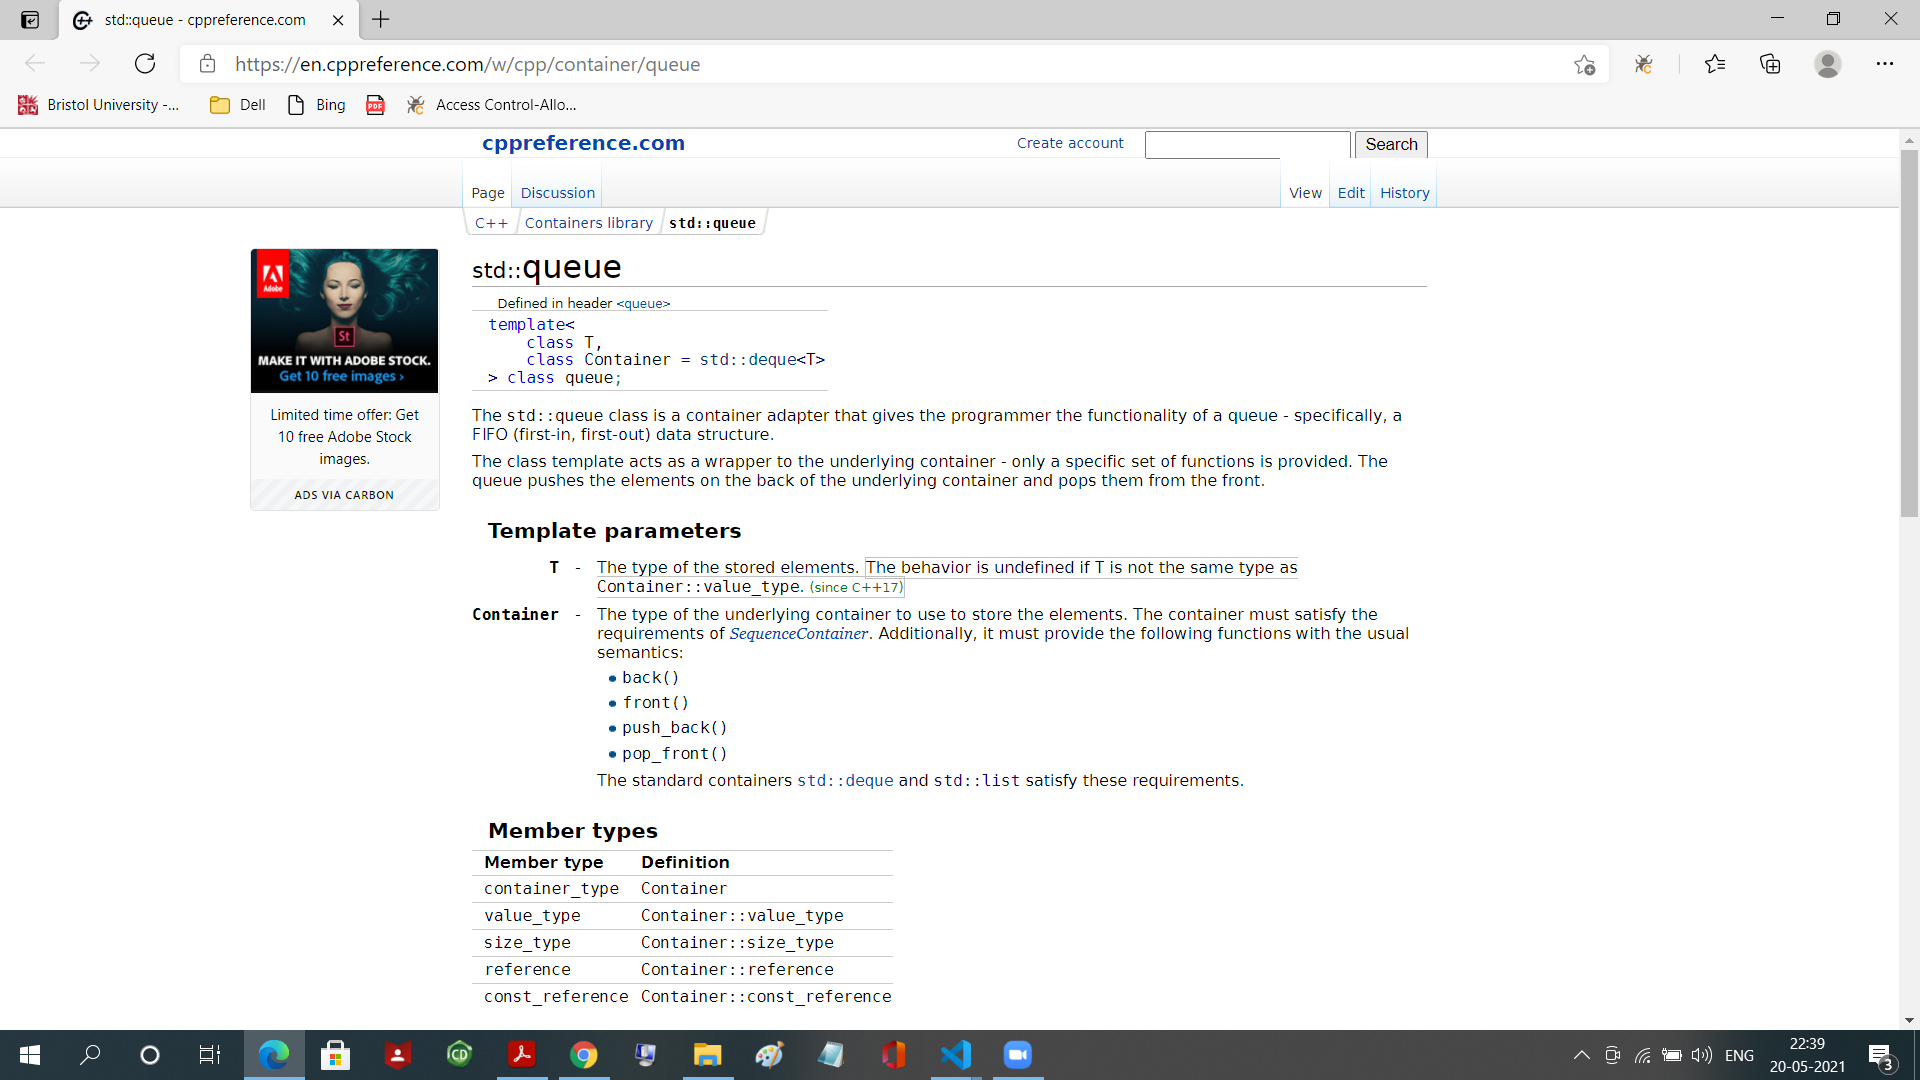 std::queue - cppreference.com
https://en.cppreference.com/w/cpp/container/queue
Bristol University -...
Dell
Bing
PDF
Access Control-Allo...
cppreference.com
Create account
Search
Page
Discussion
View
Edit
History
C++
Containers library
std::queue
Adobe
St
MAKE IT WITH ADOBE STOCK.
Get 10 free images ›
Limited time offer: Get
10 free Adobe Stock
images.
ADS VIA CARBON
std::queue
Defined in header <queue>
template<
class T,
class Container = std::deque<T>
> class queue;
The std::queue class is a container adapter that gives the programmer the functionality of a queue - specifically, a
FIFO (first-in, first-out) data structure.
The class template acts as a wrapper to the underlying container - only a specific set of functions is provided. The
queue pushes the elements on the back of the underlying container and pops them from the front.
Template parameters
T - The type of the stored elements. The behavior is undefined if T is not the same type as
Container::value_type. (since C++17)
Container - The type of the underlying container to use to store the elements. The container must satisfy the
requirements of SequenceContainer. Additionally, it must provide the following functions with the usual
semantics:
• back()
• front()
• push_back()
• pop_front()
The standard containers std::deque and std::list satisfy these requirements.
Member types
Member type Definition
container_type Container
value_type Container::value_type
size_type Container::size_type
reference Container::reference
const_reference Container::const_reference
CD
ENG
22:39
20-05-2021
3